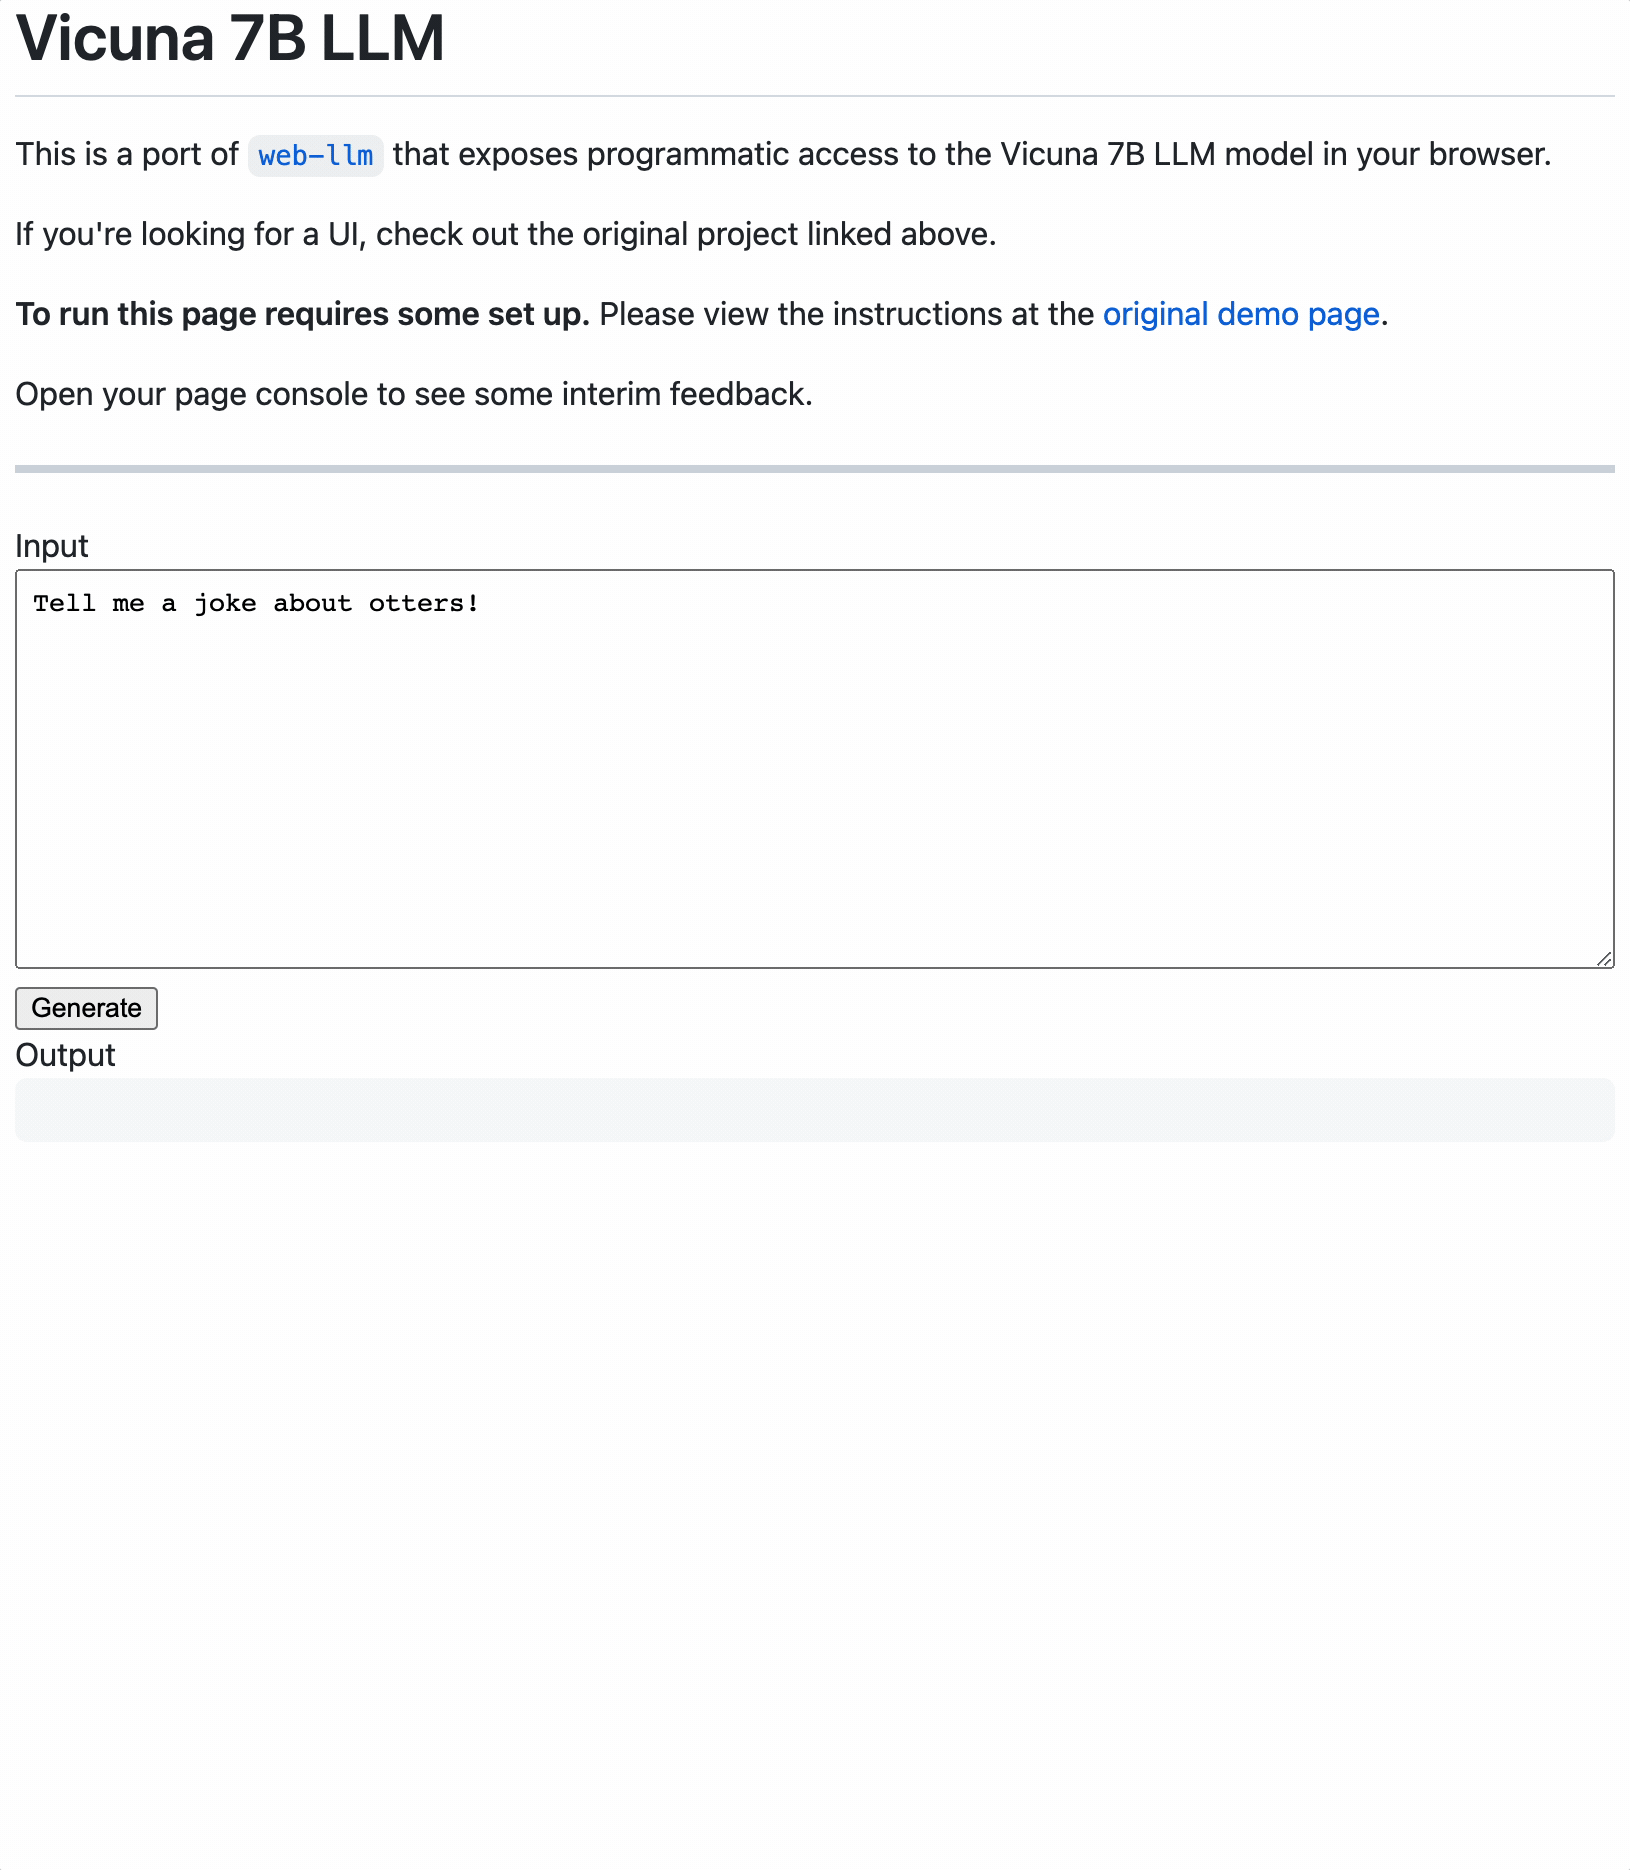 Vicuna 7B LLM
This is a port of web-llm that exposes programmatic access to the Vicuna 7B LLM model in your browser.
If you're looking for a UI, check out the original project linked above.
To run this page requires some set up. Please view the instructions at the original demo page.
Open your page console to see some interim feedback.
Input
Tell me a joke about otters!
Generate
Output